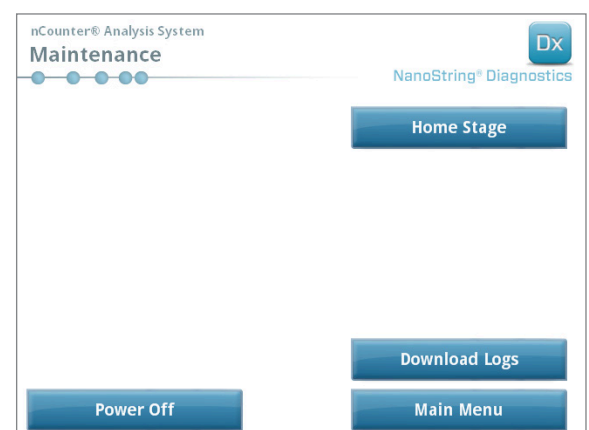 nCounter® Analysis System
Maintenance
Dx
NanoString® Diagnostics
Home Stage
Download Logs
Power Off
Main Menu